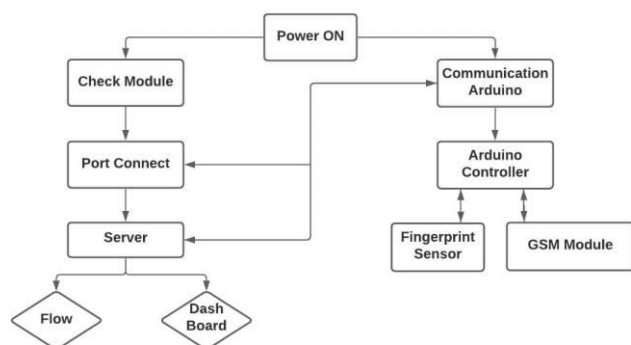 Power ON
Check Module
Communication
Arduino
Port Connect
Arduino
Controller
Server
Fingerprint
Sensor
GSM Module
Flow
Dash
Board